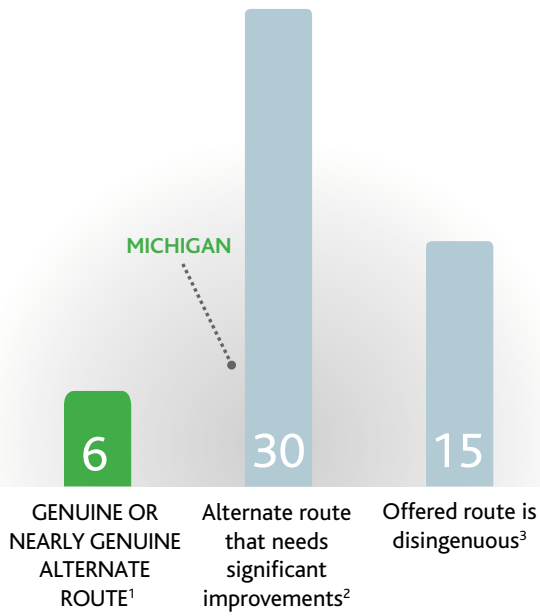 MICHIGAN
6
30
15
GENUINE OR
NEARLY GENUINE
ALTERNATE
ROUTE¹
Alternate route
that needs
significant
improvements²
Offered route is
disingenuous³